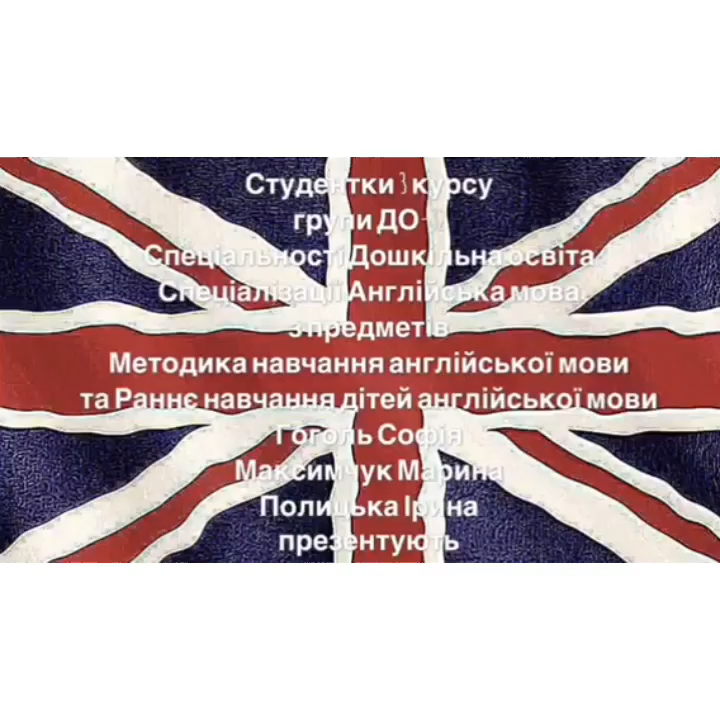 Студентки 3 курсу
групи ДО-
Спеціальності Дошкільна освіта
Спеціалізації Англійська мова
з предметів
Методика навчання англійської мови
та Раннє навчання дітей англійської мови
Гоголь Софія
Максимчук Марина
Полицька Ірина
презентують